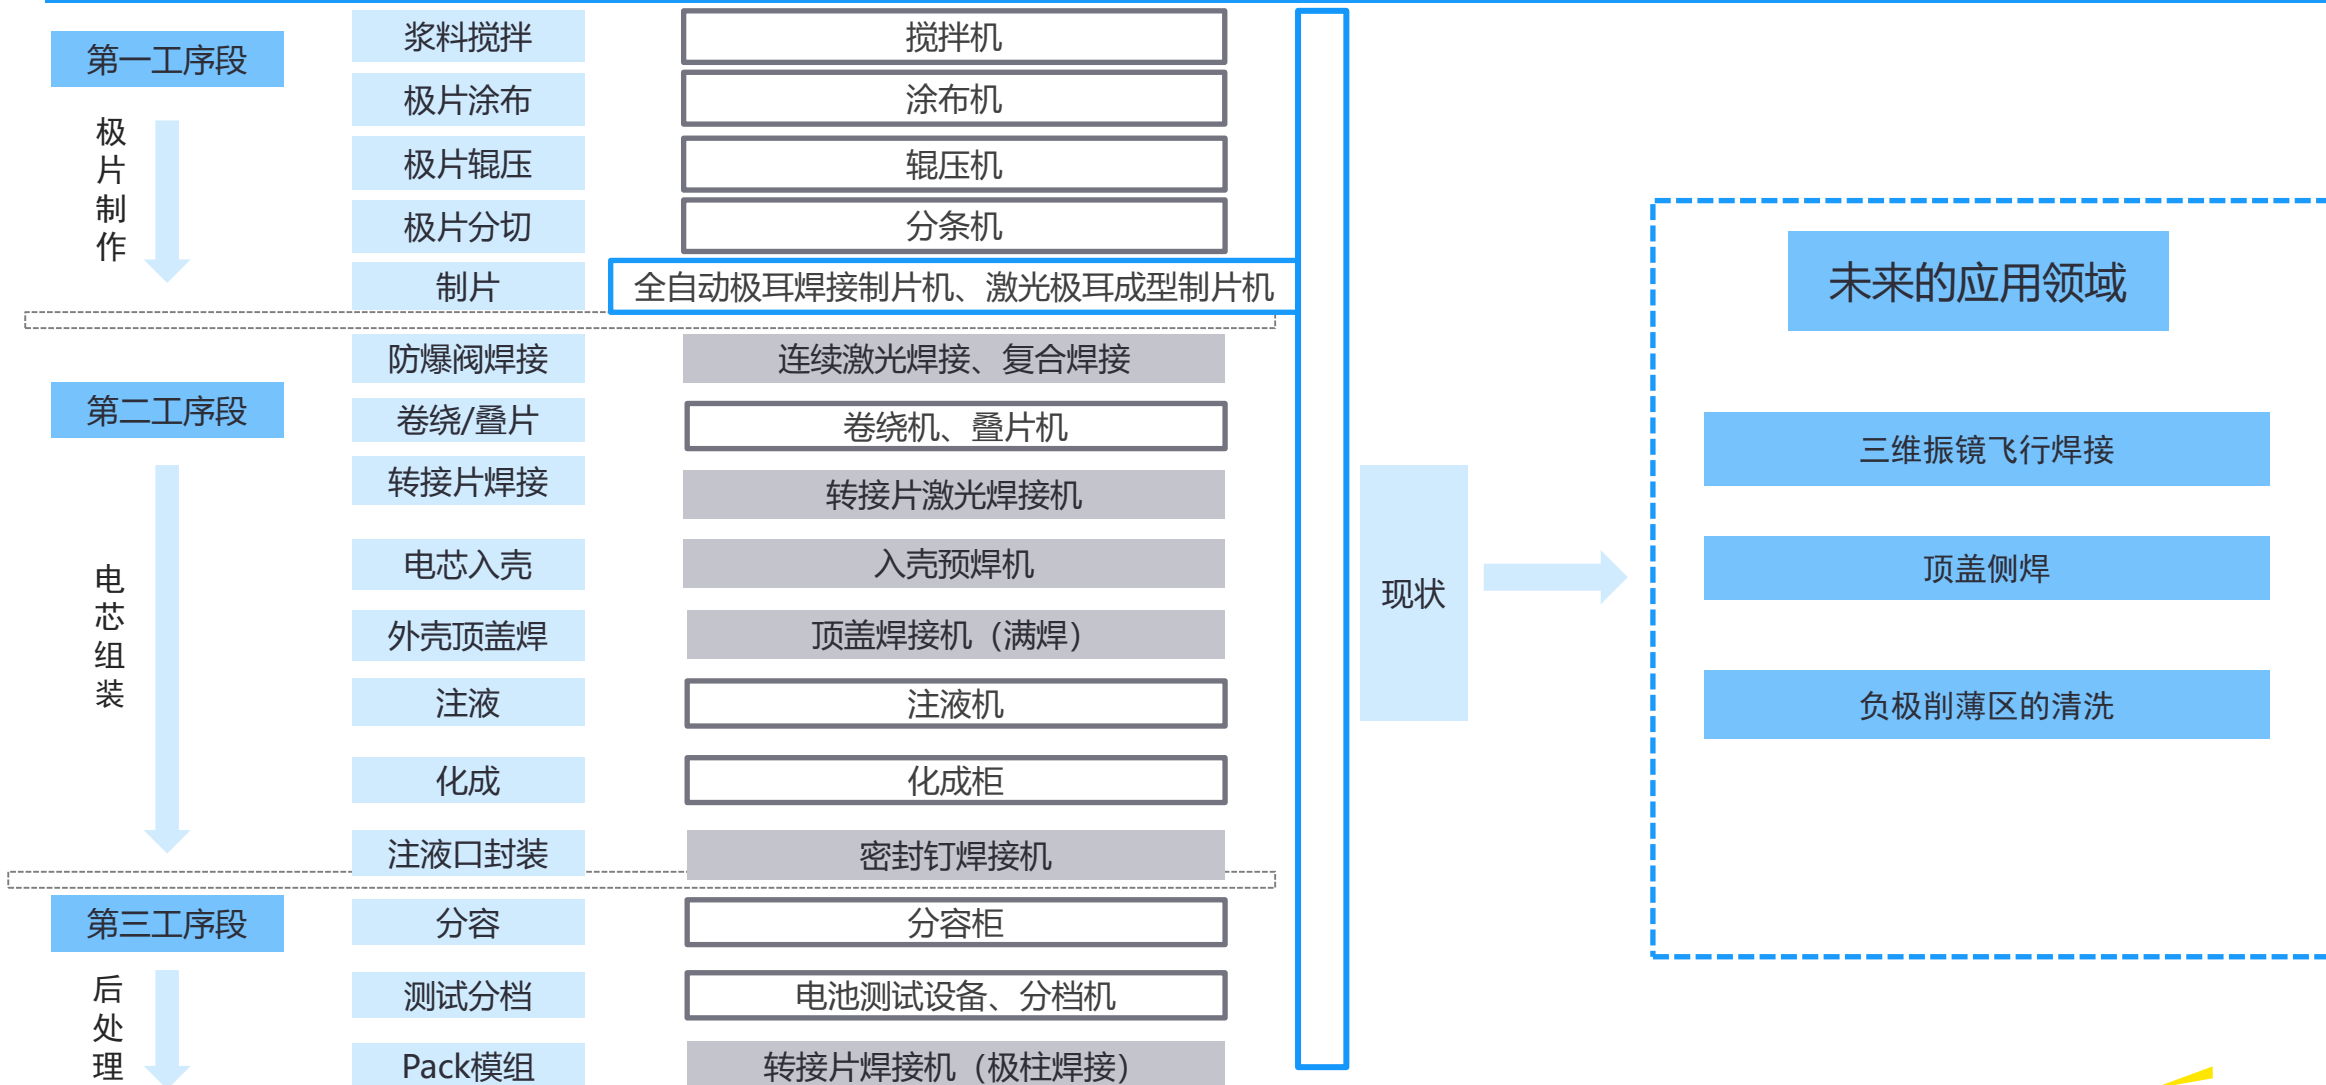 第一工序段
极片制作
浆料搅拌
搅拌机
极片涂布
涂布机
极片辊压
辊压机
极片分切
分条机
制片
全自动极耳焊接制片机、激光极耳成型制片机
第二工序段
电芯组装
防爆阀焊接
连续激光焊接、复合焊接
卷绕/叠片
卷绕机、叠片机
转接片焊接
转接片激光焊接机
电芯入壳
入壳预焊机
外壳顶盖焊
顶盖焊接机（满焊）
注液
注液机
化成
化成柜
注液口封装
密封钉焊接机
第三工序段
后处理
分容
分容柜
测试分档
电池测试设备、分档机
Pack模组
转接片焊接机（极柱焊接）
现状
未来的应用领域
三维振镜飞行焊接
顶盖侧焊
负极削薄区的清洗